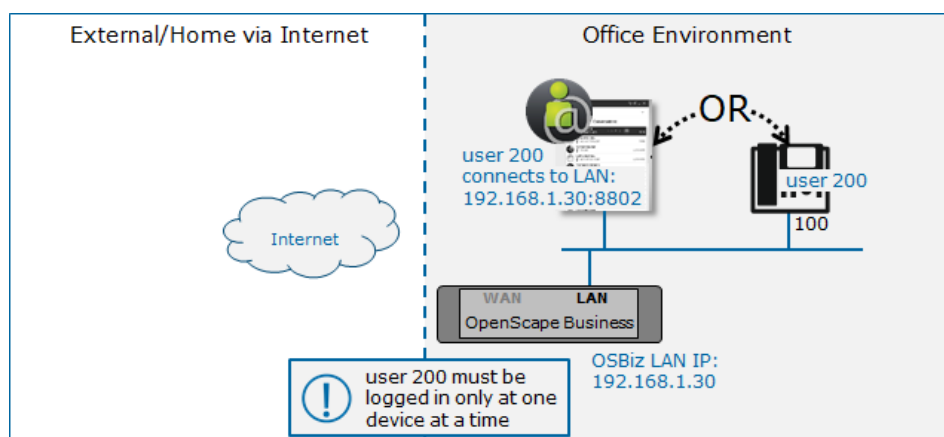 External/Home via Internet
Office Environment
OR
user 200
connects to LAN:
192.168.1.30:8802
user 200
100
Internet
WAN LAN
OpenScape Business
OSBiz LAN IP:
192.168.1.30
user 200 must be
logged in only at one
device at a time